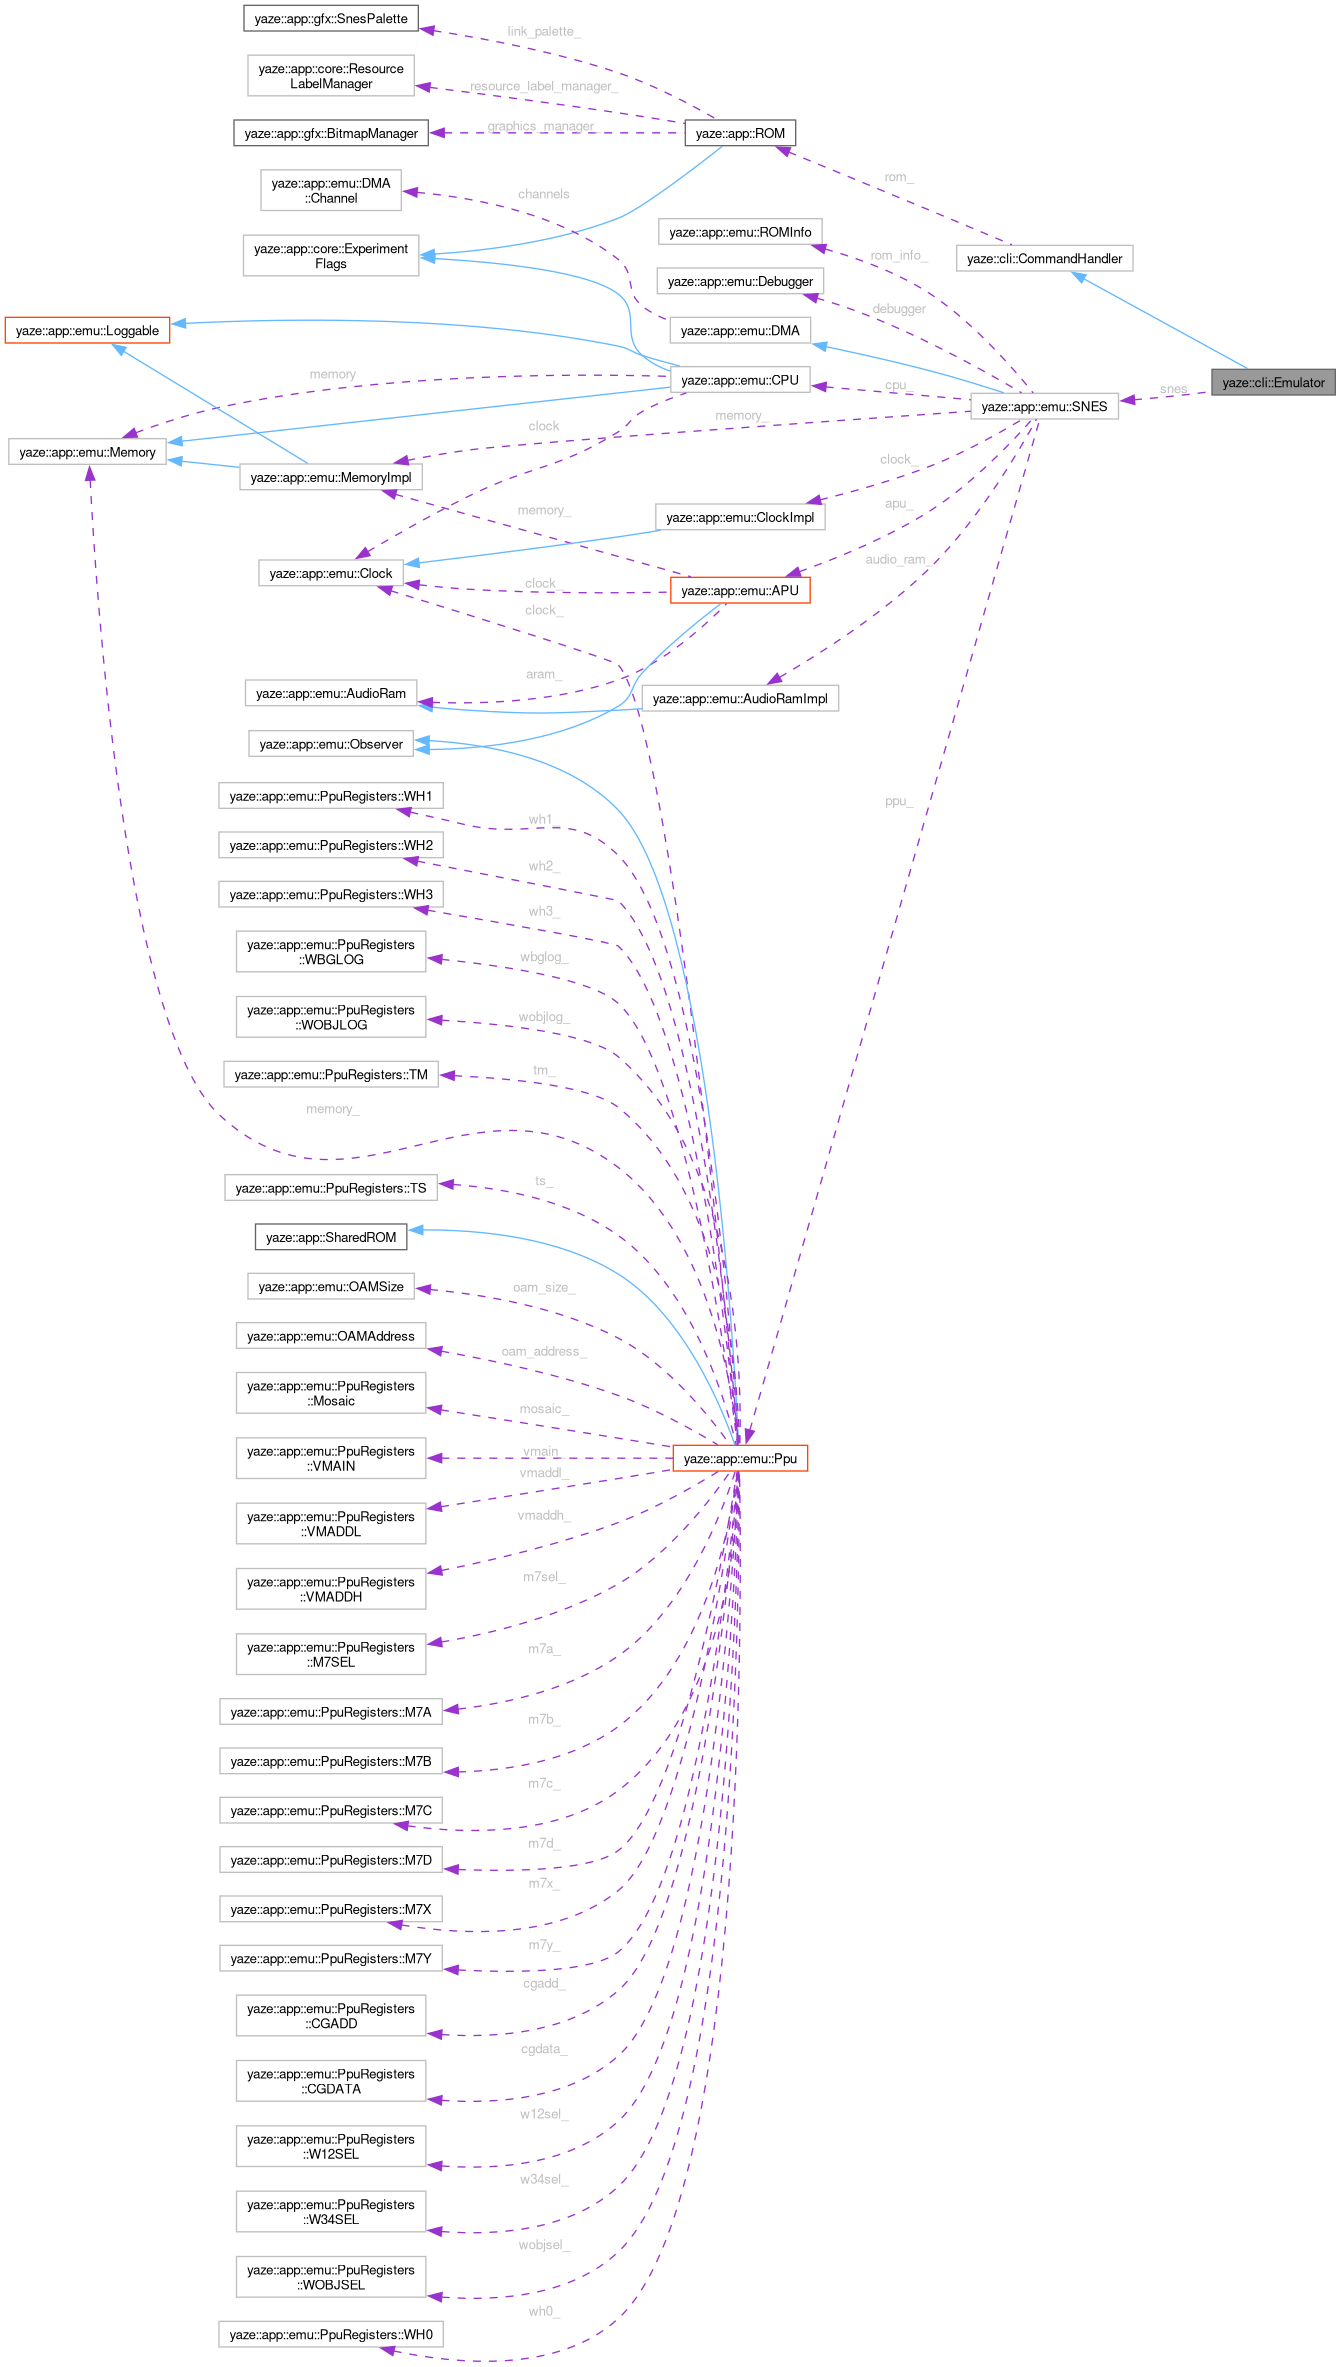 yaze::app::gfx::SnesPalette
link_palette_
yaze::app::core::Resource
LabelManager
resource_label_manager_
yaze::app::gfx::BitmapManager
graphics_manager_
yaze::app::ROM
yaze::app::emu::DMA
::Channel
channels
rom_
yaze::app::emu::ROMInfo
yaze::app::core::Experiment
Flags
rom_info_
yaze::cli::CommandHandler
yaze::app::emu::Debugger
debugger
yaze::app::emu::Loggable
yaze::app::emu::DMA
memory
yaze::app::emu::CPU
cpu_
snes_
yaze::cli::Emulator
yaze::app::emu::SNES
clock
memory_
yaze::app::emu::Memory
yaze::app::emu::MemoryImpl
clock_
memory_
yaze::app::emu::ClockImpl
apu_
yaze::app::emu::Clock
clock_
audio_ram_
yaze::app::emu::APU
clock_
aram_
yaze::app::emu::AudioRam
yaze::app::emu::AudioRamImpl
yaze::app::emu::Observer
yaze::app::emu::PpuRegisters::WH1
wh1_
ppu_
yaze::app::emu::PpuRegisters::WH2
wh2_
yaze::app::emu::PpuRegisters::WH3
wh3_
yaze::app::emu::PpuRegisters
::WBGLOG
wbglog_
yaze::app::emu::PpuRegisters
::WOBJLOG
wobjlog_
yaze::app::emu::PpuRegisters::TM
tm_
memory_
yaze::app::emu::PpuRegisters::TS
ts_
yaze::app::SharedROM
yaze::app::emu::OAMSize
oam_size_
yaze::app::emu::OAMAddress
oam_address_
yaze::app::emu::PpuRegisters
::Mosaic
mosaic_
yaze::app::emu::PpuRegisters
::VMAIN
vmain_
yaze::app::emu::Ppu
vmaddl_
yaze::app::emu::PpuRegisters
::VMADDL
vmaddh_
yaze::app::emu::PpuRegisters
::VMADDH
m7sel_
yaze::app::emu::PpuRegisters
::M7SEL
m7a_
yaze::app::emu::PpuRegisters::M7A
m7b_
yaze::app::emu::PpuRegisters::M7B
m7c_
yaze::app::emu::PpuRegisters::M7C
m7d_
yaze::app::emu::PpuRegisters::M7D
m7x_
yaze::app::emu::PpuRegisters::M7X
m7y_
yaze::app::emu::PpuRegisters::M7Y
cgadd_
yaze::app::emu::PpuRegisters
::CGADD
cgdata_
yaze::app::emu::PpuRegisters
::CGDATA
w12sel_
yaze::app::emu::PpuRegisters
::W12SEL
w34sel_
yaze::app::emu::PpuRegisters
::W34SEL
wobjsel_
yaze::app::emu::PpuRegisters
::WOBJSEL
wh0_
yaze::app::emu::PpuRegisters::WH0